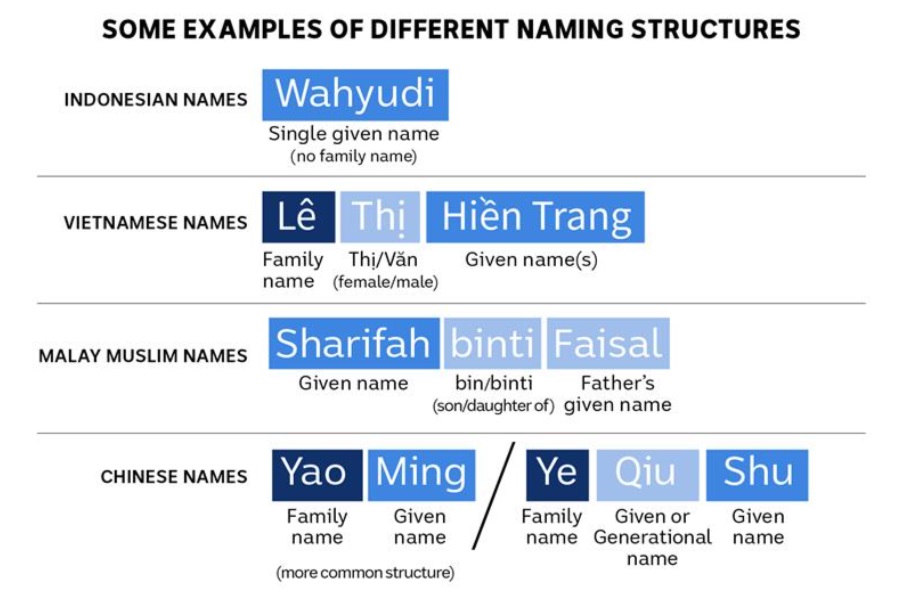 SOME EXAMPLES OF DIFFERENT NAMING STRUCTURES
INDONESIAN NAMES
Wahyudi
Single given name
(no family name)
VIETNAMESE NAMES
Lê Thị Hiền Trang
Family name
Thị/Văn
(female/male)
Given name(s)
MALAY MUSLIM NAMES
Sharifah binti Faisal
Given name
bin/binti
(son/daughter of)
Father's
given name
CHINESE NAMES
Yao Ming / Ye Qiu Shu
Family
name
Given
name
(more common structure)
Family
name
Given or
Generational
name
Given
name